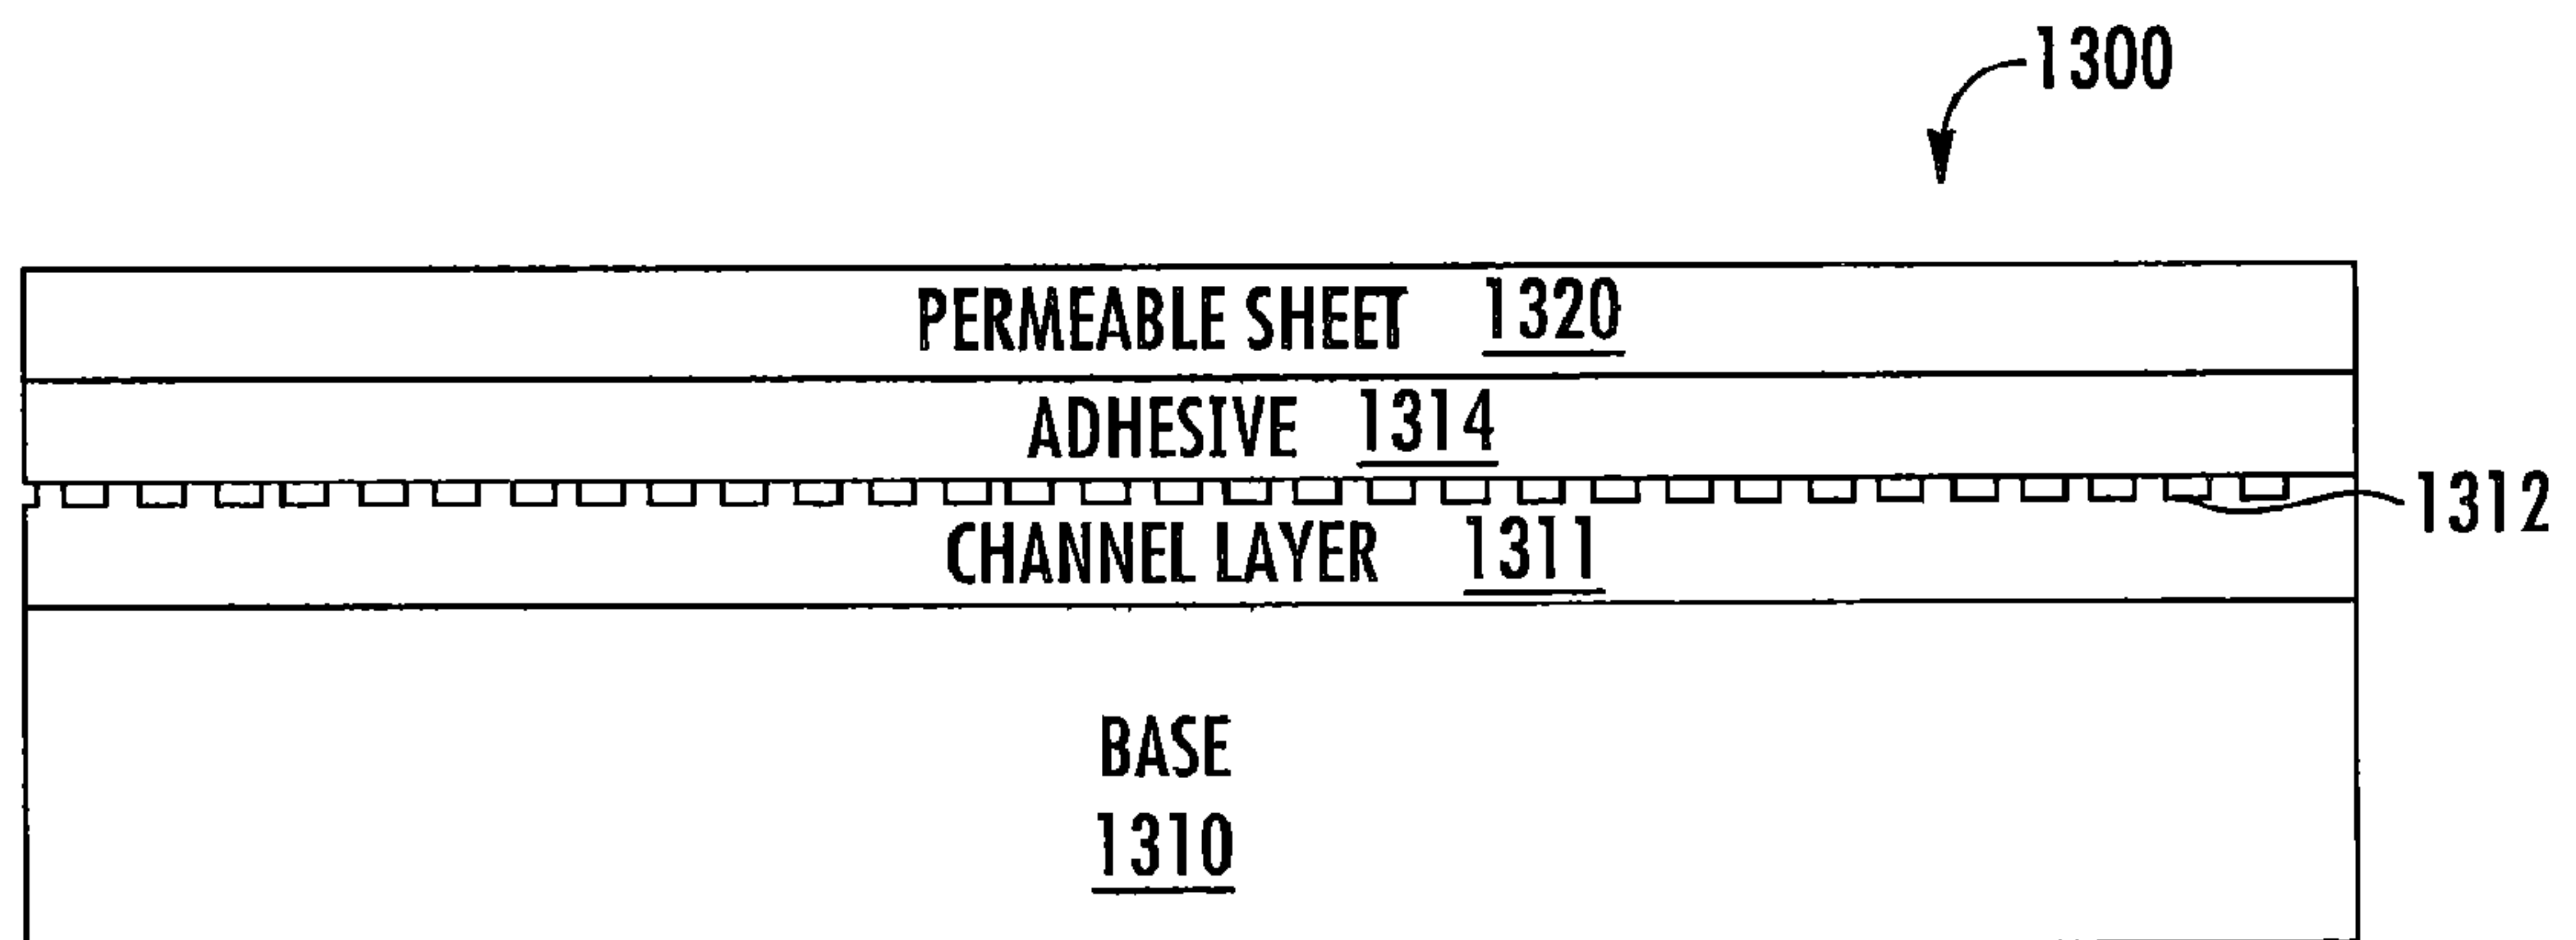 1300
PERMEABLE SHEET 1320
ADHESIVE 1314
1312
CHANNEL LAYER 1311
BASE
1310